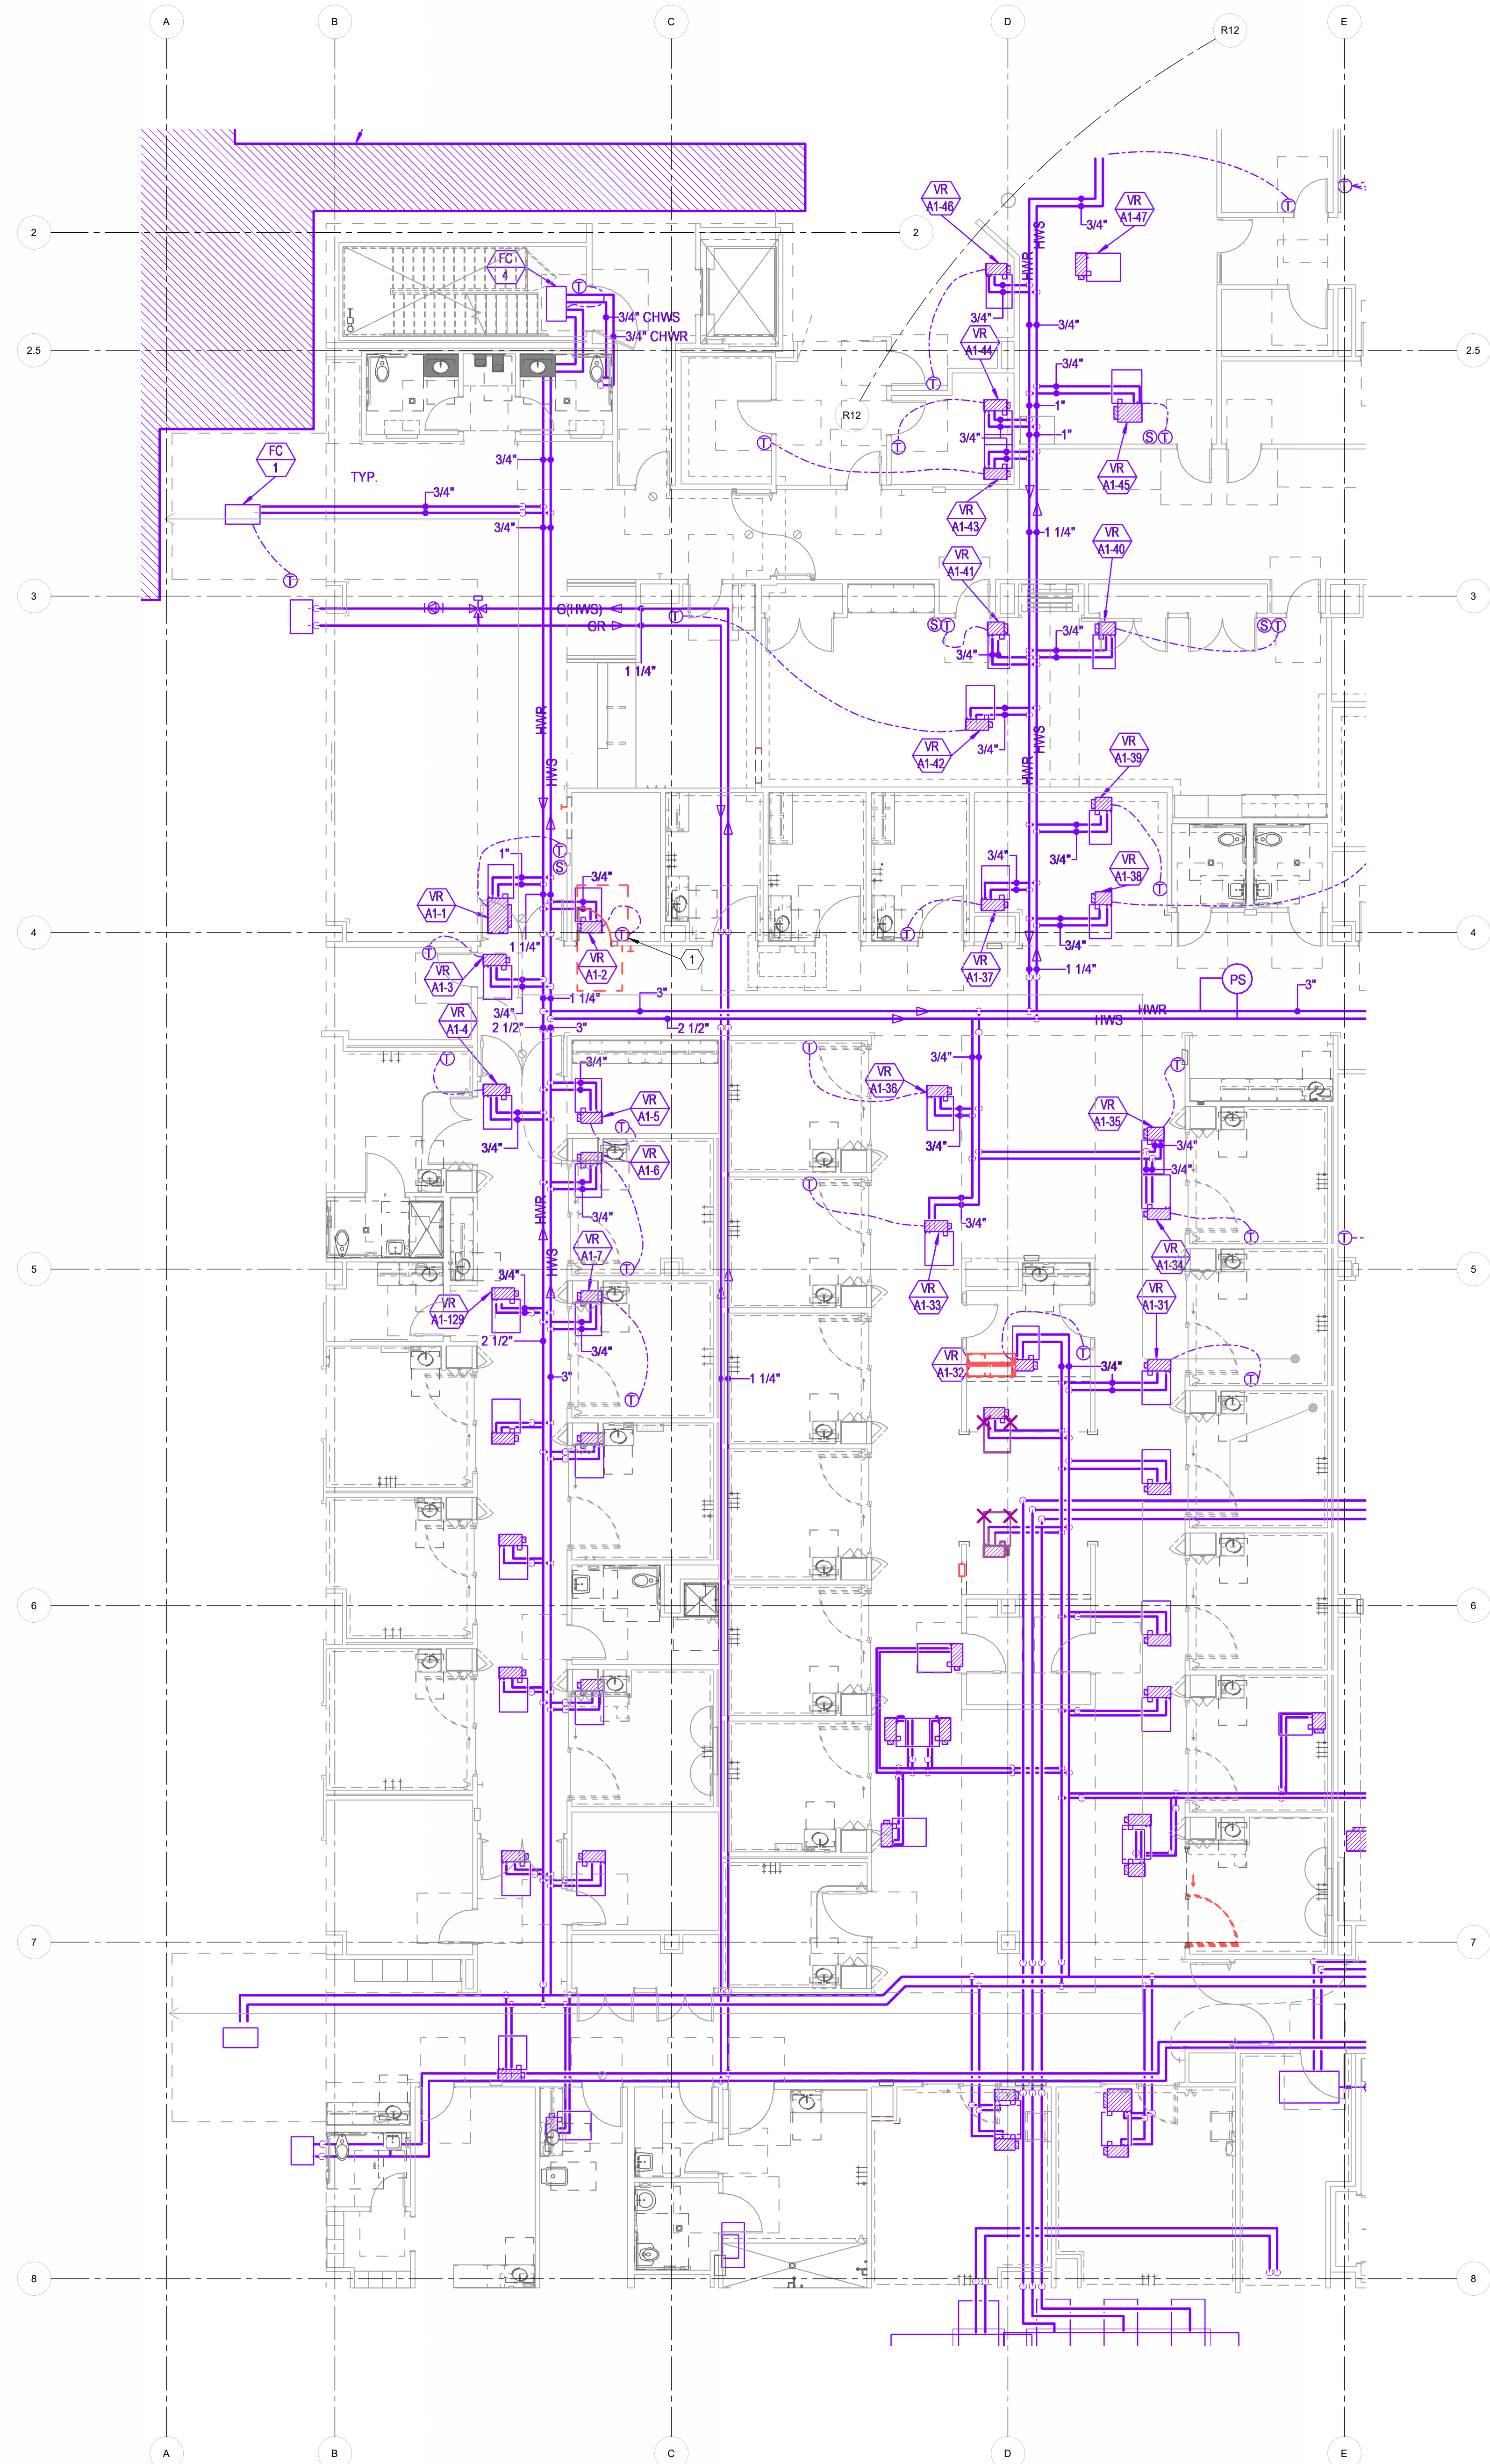 A
B
C
D
E
R12
VR
A1-46
VR
A1-47
3/4"
HWS
HWR
2
2
FC
4
3/4" CHWS
3/4" CHWR
3/4"
3/4"
VR
A1-44
2.5
2.5
3/4"
R12
1"
3/4"
1"
S T
FC
1
TYP.
3/4"
VR
A1-45
3/4"
3/4"
VR
A1-43
1 1/4"
VR
A1-41
VR
A1-40
3
3
G(HWS)
GR
S T
3/4"
S T
3/4"
1 1/4"
HWR
3/4"
HWS
VR
A1-42
VR
A1-39
HWS
HWR
1"
T
S
3/4"
3/4"
3/4"
VR
A1-38
VR
A1-1
4
4
1 1/4"
T
1
3/4"
VR
A1-2
VR
A1-3
VR
A1-37
1 1/4"
PS
3/4"
1 1/4"
3"
3"
VR
A1-4
2 1/2"
3"
2 1/2"
HWR
HWS
3/4"
3/4"
VR
A1-36
2
VR
A1-5
VR
A1-35
3/4"
3/4"
3/4"
VR
A1-6
3/4"
HWR
3/4"
3/4"
VR
A1-7
HWS
VR
A1-34
5
5
3/4"
VR
A1-129
VR
A1-33
VR
A1-31
2 1/2"
3/4"
VR
A1-32
3/4"
3"
1 1/4"
6
6
7
7
8
8
A
B
C
D
E